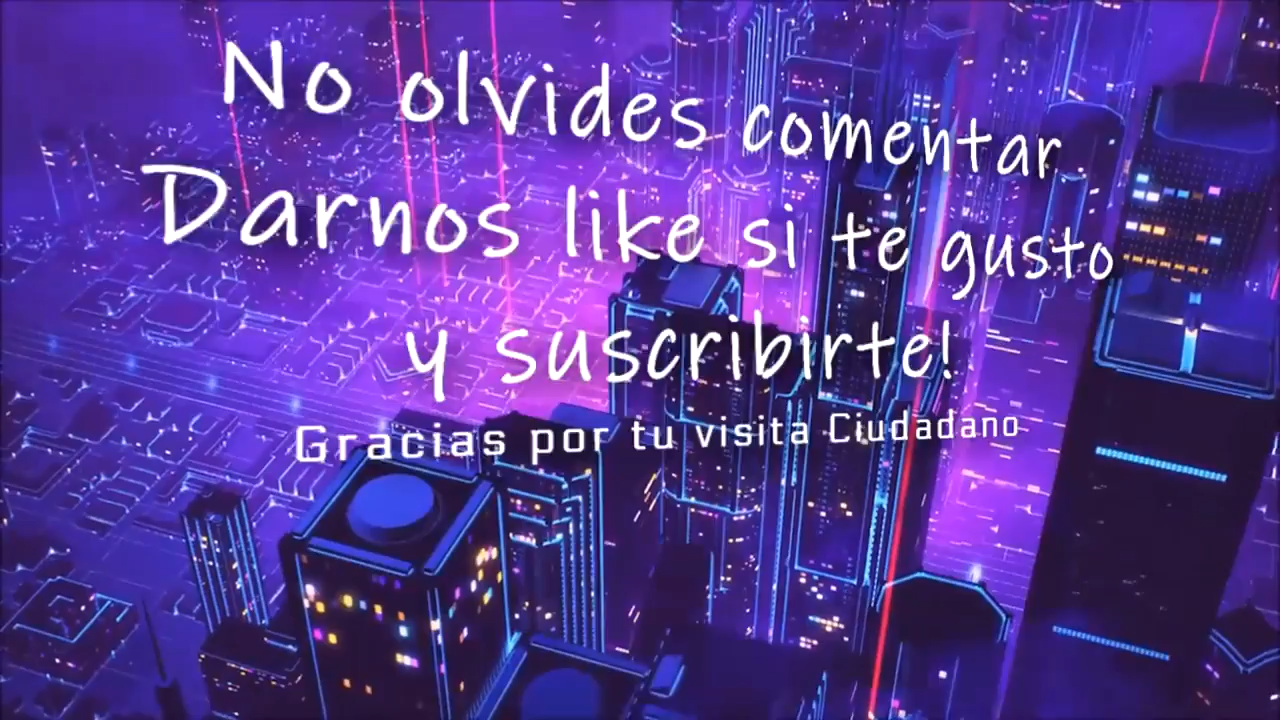 No olvides comentar
Darnos like si te gusto
y suscribirte!
Gracias por tu visita Ciudadano